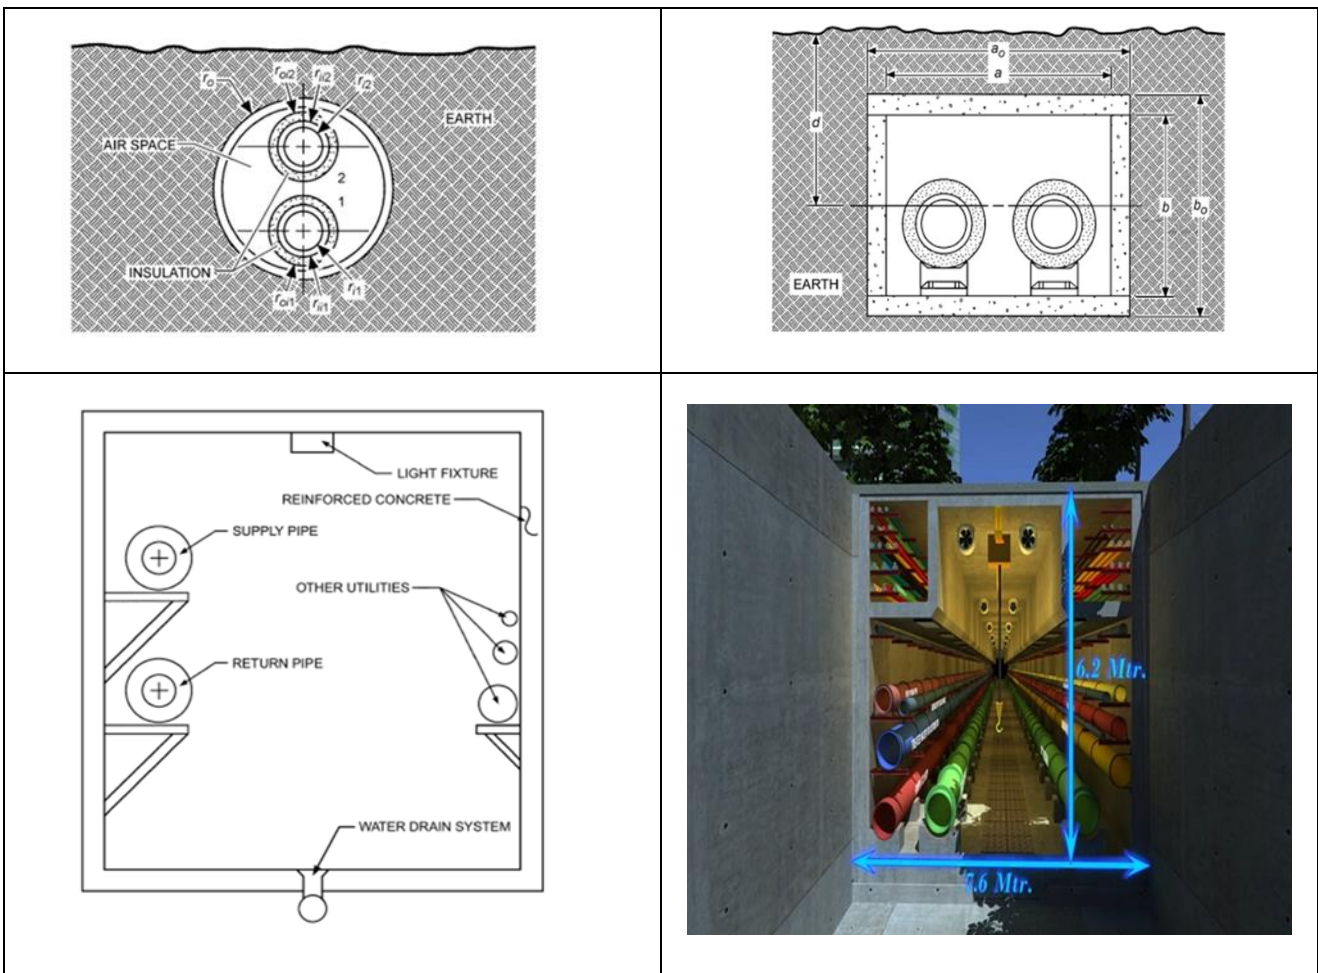 r_o
r_oi2
r_ii2
r_i2
EARTH
AIR SPACE
2
1
INSULATION
r_oi1
r_ii1
r_i1
a_o
a
d
b
b_o
EARTH
LIGHT FIXTURE
REINFORCED CONCRETE
SUPPLY PIPE
OTHER UTILITIES
RETURN PIPE
WATER DRAIN SYSTEM
6.2 Mtr.
7.6 Mtr.